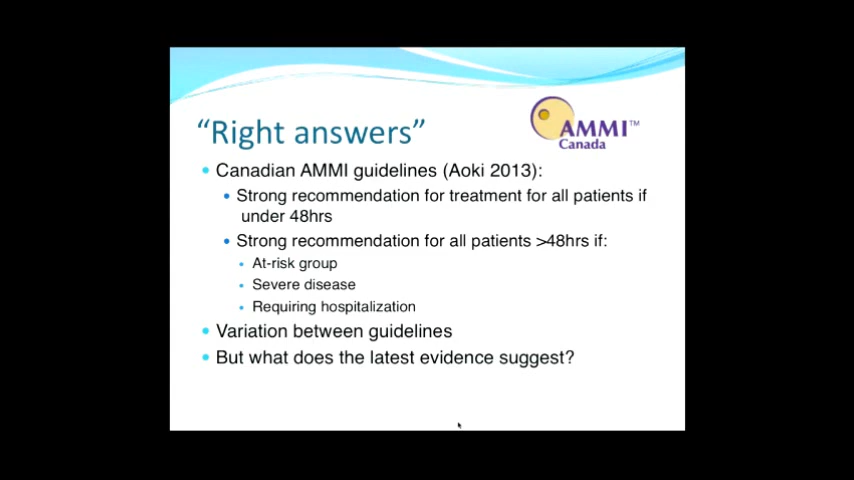 “Right answers”
AMMI™
Canada
Canadian AMMI guidelines (Aoki 2013):
Strong recommendation for treatment for all patients if
under 48hrs
Strong recommendation for all patients >48hrs if:
At-risk group
Severe disease
Requiring hospitalization
Variation between guidelines
But what does the latest evidence suggest?